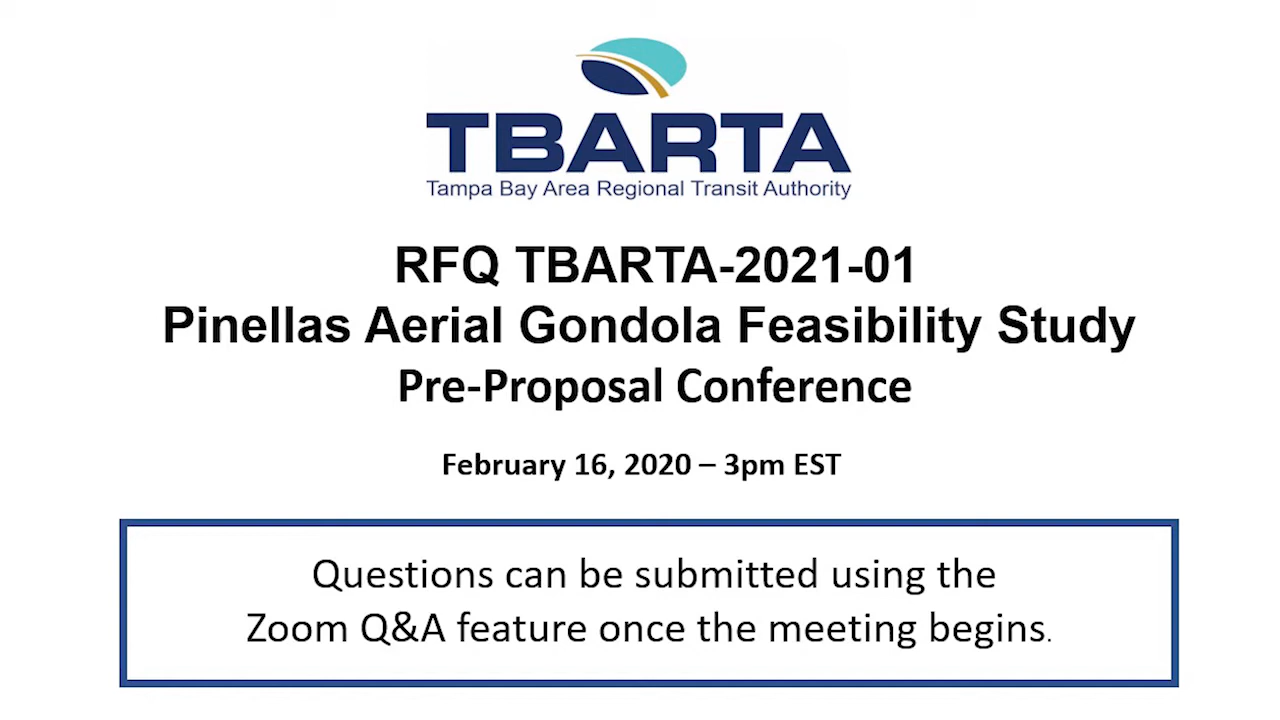 TBARTA
Tampa Bay Area Regional Transit Authority
RFQ TBARTA-2021-01
Pinellas Aerial Gondola Feasibility Study
Pre-Proposal Conference
February 16, 2020 – 3pm EST
Questions can be submitted using the
Zoom Q&A feature once the meeting begins.